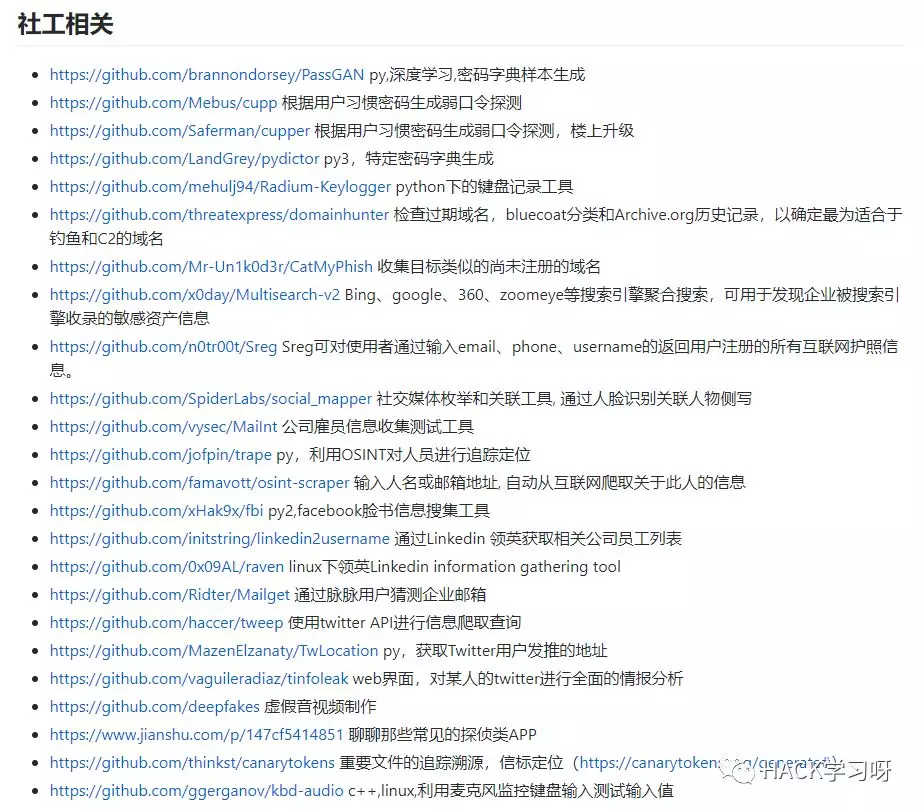 社工相关
https://github.com/brannondorsey/PassGAN py,深度学习,密码字典样本生成
https://github.com/Mebus/cupp 根据用户习惯密码生成弱口令探测
https://github.com/Saferman/cupper 根据用户习惯密码生成弱口令探测，楼上升级
https://github.com/LandGrey/pydictor py3，特定密码字典生成
https://github.com/mehulj94/Radium-Keylogger python下的键盘记录工具
https://github.com/threatexpress/domainhunter 检查过期域名，bluecoat分类和Archive.org历史记录，以确定最为适合于
钓鱼和C2的域名
https://github.com/Mr-Un1k0d3r/CatMyPhish 收集目标类似的尚未注册的域名
https://github.com/x0day/Multisearch-v2 Bing、google、360、zoomeye等搜索引擎聚合搜索，可用于发现企业被搜索引
擎收录的敏感资产信息
https://github.com/n0tr00t/Sreg Sreg可对使用者通过输入email、phone、username的返回用户注册的所有互联网护照信
息。
https://github.com/SpiderLabs/social_mapper 社交媒体枚举和关联工具, 通过人脸识别关联人物侧写
https://github.com/vysec/MaiInt 公司雇员信息收集测试工具
https://github.com/jofpin/trape py，利用OSINT对人员进行追踪定位
https://github.com/famavott/osint-scraper 输入人名或邮箱地址, 自动从互联网爬取关于此人的信息
https://github.com/xHak9x/fbi py2,facebook脸书信息搜集工具
https://github.com/initstring/linkedin2username 通过Linkedin 领英获取相关公司员工列表
https://github.com/0x09AL/raven linux下领英Linkedin information gathering tool
https://github.com/Ridter/Mailget 通过脉脉用户猜测企业邮箱
https://github.com/haccer/tweep 使用twitter API进行信息爬取查询
https://github.com/MazenElzanaty/TwLocation py，获取Twitter用户发推的地址
https://github.com/vaguileradiaz/tinfoleak web界面，对某人的twitter进行全面的情报分析
https://github.com/deepfakes 虚假音视频制作
https://www.jianshu.com/p/147cf5414851 聊聊那些常见的探侦类APP
https://github.com/thinkst/canarytokens 重要文件的追踪溯源，信标定位（
HACK学习呀
https://github.com/ggerganov/kbd-audio c++,linux,利用麦克风监控键盘输入测试输入值